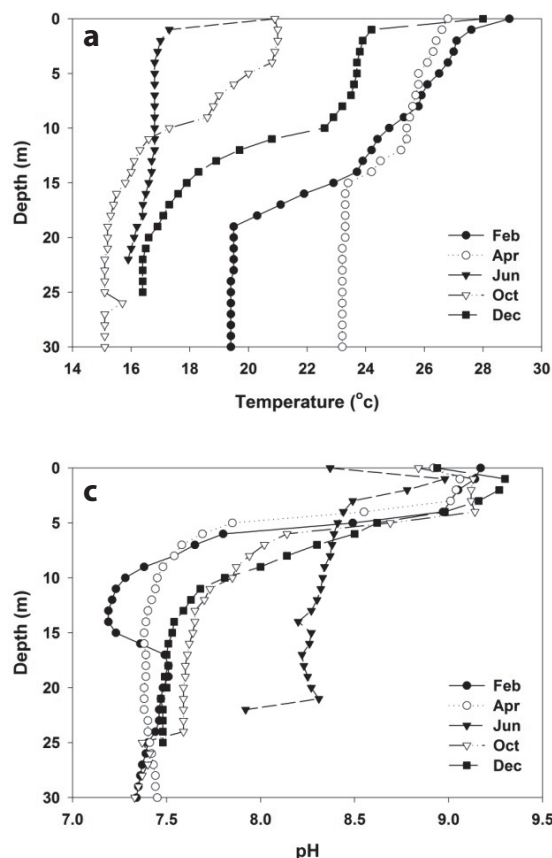 a
0
5
10
15
20
25
30
Depth (m)
Feb
Apr
Jun
Oct
Dec
14 16 18 20 22 24 26 28 30
Temperature (°c)
c
0
5
10
15
20
25
30
Depth (m)
Feb
Apr
Jun
Oct
Dec
7.0 7.5 8.0 8.5 9.0 9.5
pH